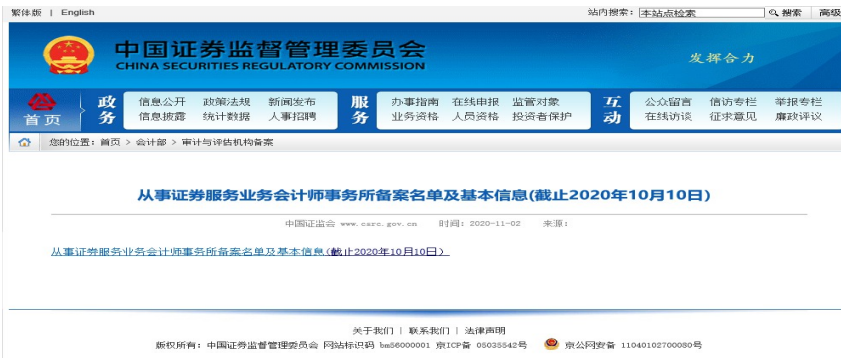 繁体版 | English 站内搜索： 本站点检索 搜索 高级
中国证券监督管理委员会
CHINA SECURITIES REGULATORY COMMISSION
发挥合力
首页
政务 信息公开 政策法规 新闻发布 服务 办事指南 在线申报 监管对象 互动 公众留言 信访专栏 举报专栏
信息披露 统计数据 人事招聘 业务资格 人员资格 投资者保护 在线访谈 征求意见 廉政评议
您的位置：首页 > 会计部 > 审计与评估机构备案
从事证券服务业务会计师事务所备案名单及基本信息(截止2020年10月10日)
中国证监会 www.csrc.gov.cn 时间：2020-11-02 来源：
从事证券服务业务会计师事务所备案名单及基本信息(截止2020年10月10日）
关于我们 | 联系我们 | 法律声明
版权所有：中国证券监督管理委员会 网站标识码 bm56000001 京ICP备 05035542号 京公网安备 11040102700080号